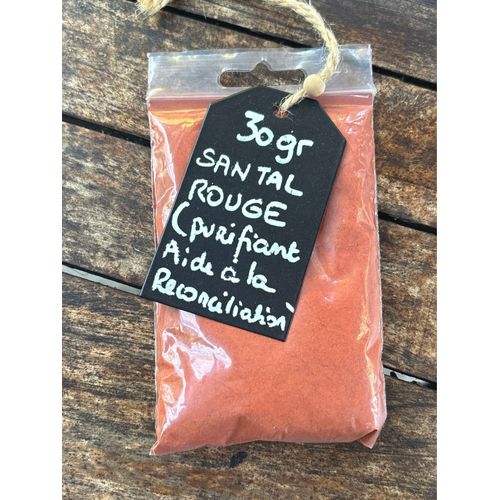 30gr
SANTAL
ROUGE
(purifiant
Aide à la
Reconciliation)